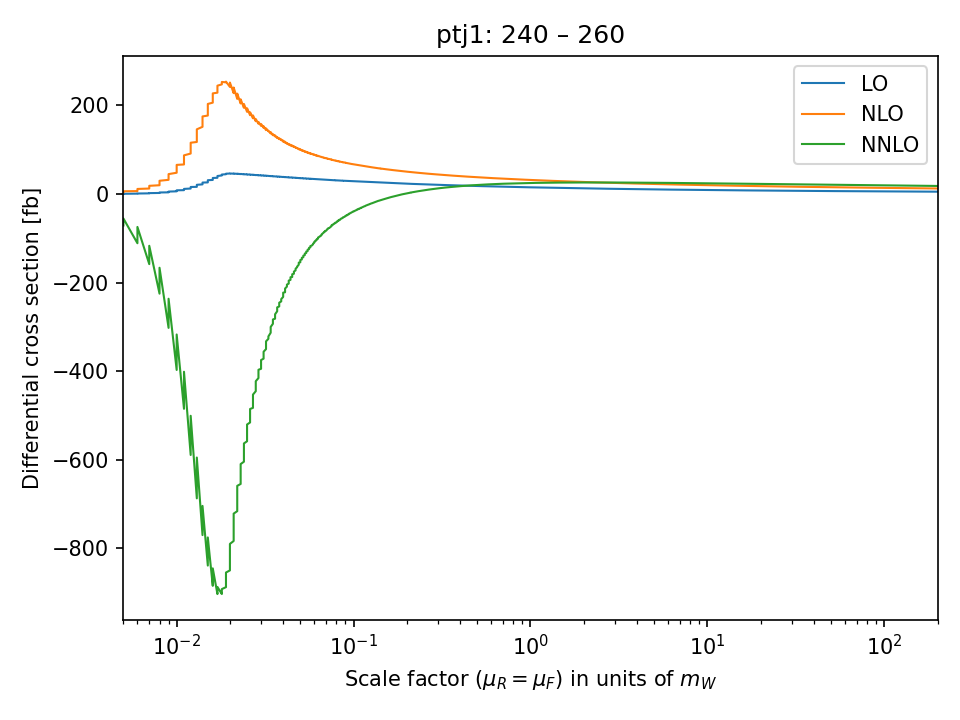 ptj1: 240 – 260
LO
NLO
NNLO
Differential cross section [fb]
200
0
−200
−400
−600
−800
10⁻²
10⁻¹
10⁰
10¹
10²
Scale factor (μ_R = μ_F) in units of m_W